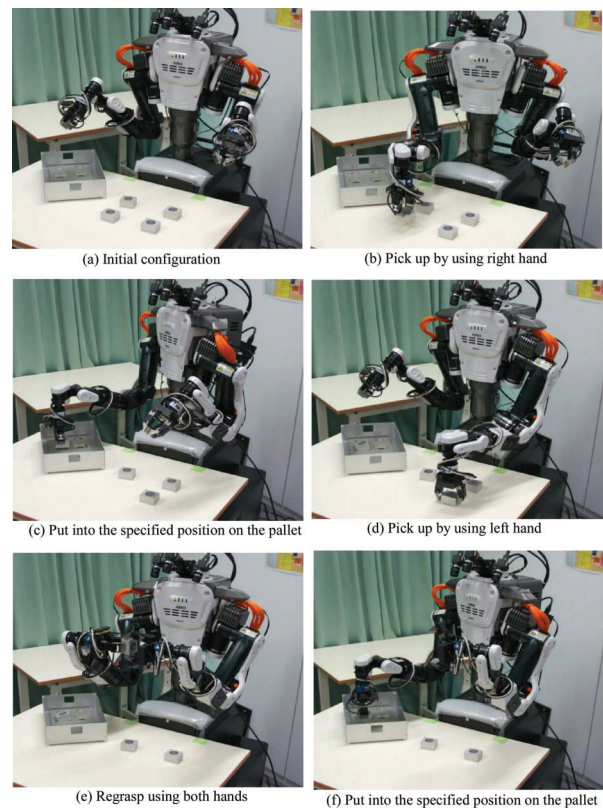 (a) Initial configuration
(b) Pick up by using right hand
(c) Put into the specified position on the pallet
(d) Pick up by using left hand
(e) Regrasp using both hands
(f) Put into the specified position on the pallet